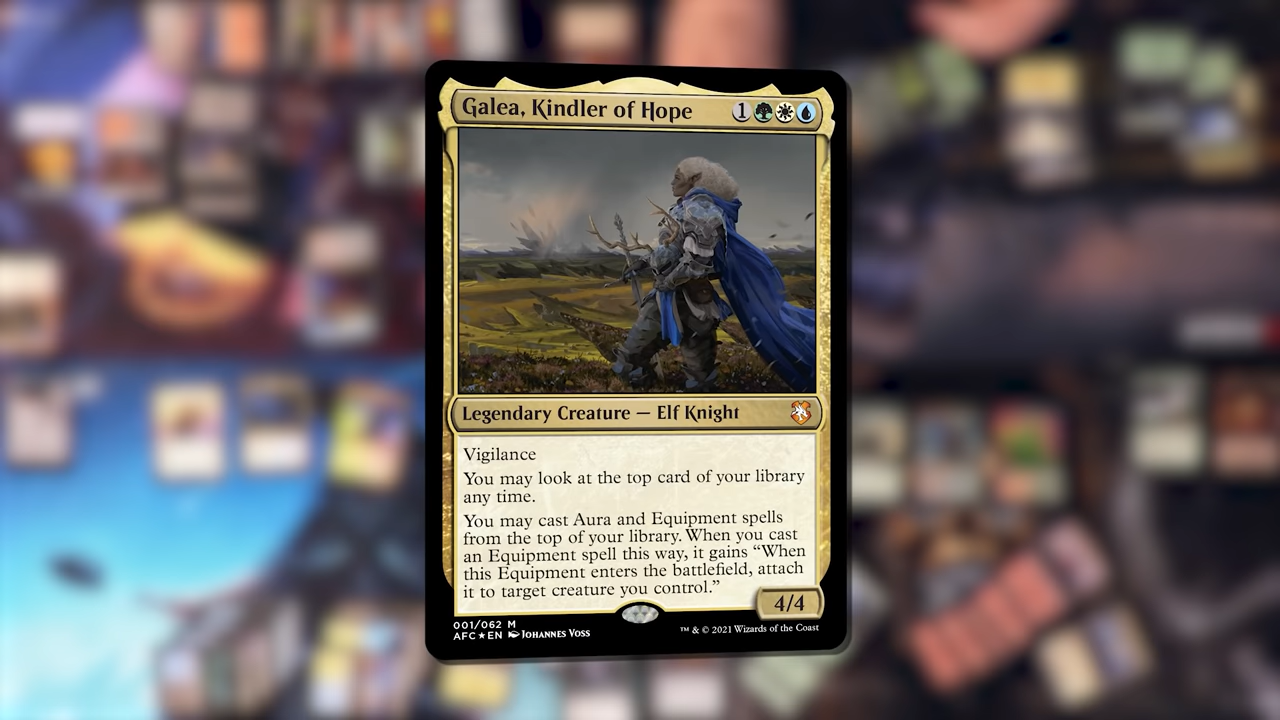 Galea, Kindler of Hope 1
Legendary Creature — Elf Knight
Vigilance
You may look at the top card of your library
any time.
You may cast Aura and Equipment spells
from the top of your library. When you cast
an Equipment spell this way, it gains “When
this Equipment enters the battlefield, attach
it to target creature you control.”
4/4
001/062 M
AFC★EN Johannes Voss
™ & © 2021 Wizards of the Coast